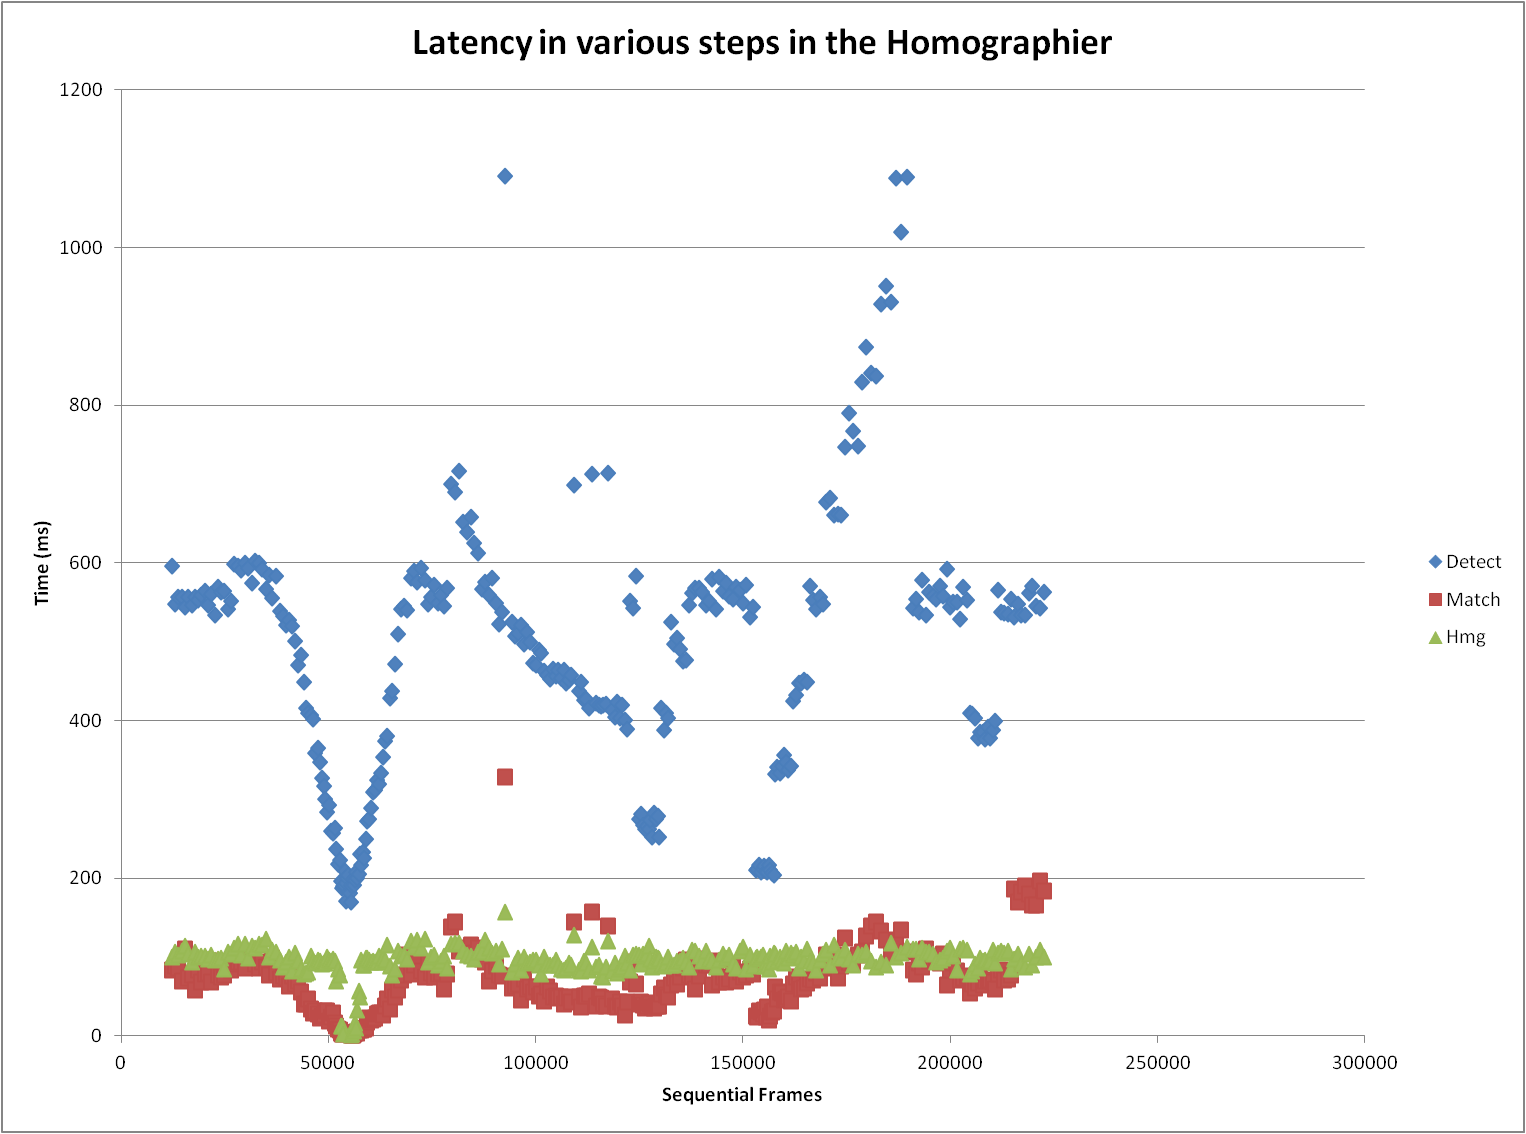 Latency in various steps in the Homographier
1200
1000
800
600
400
200
0
Time (ms)
0 50000 100000 150000 200000 250000 300000
Sequential Frames
Detect
Match
Hmg